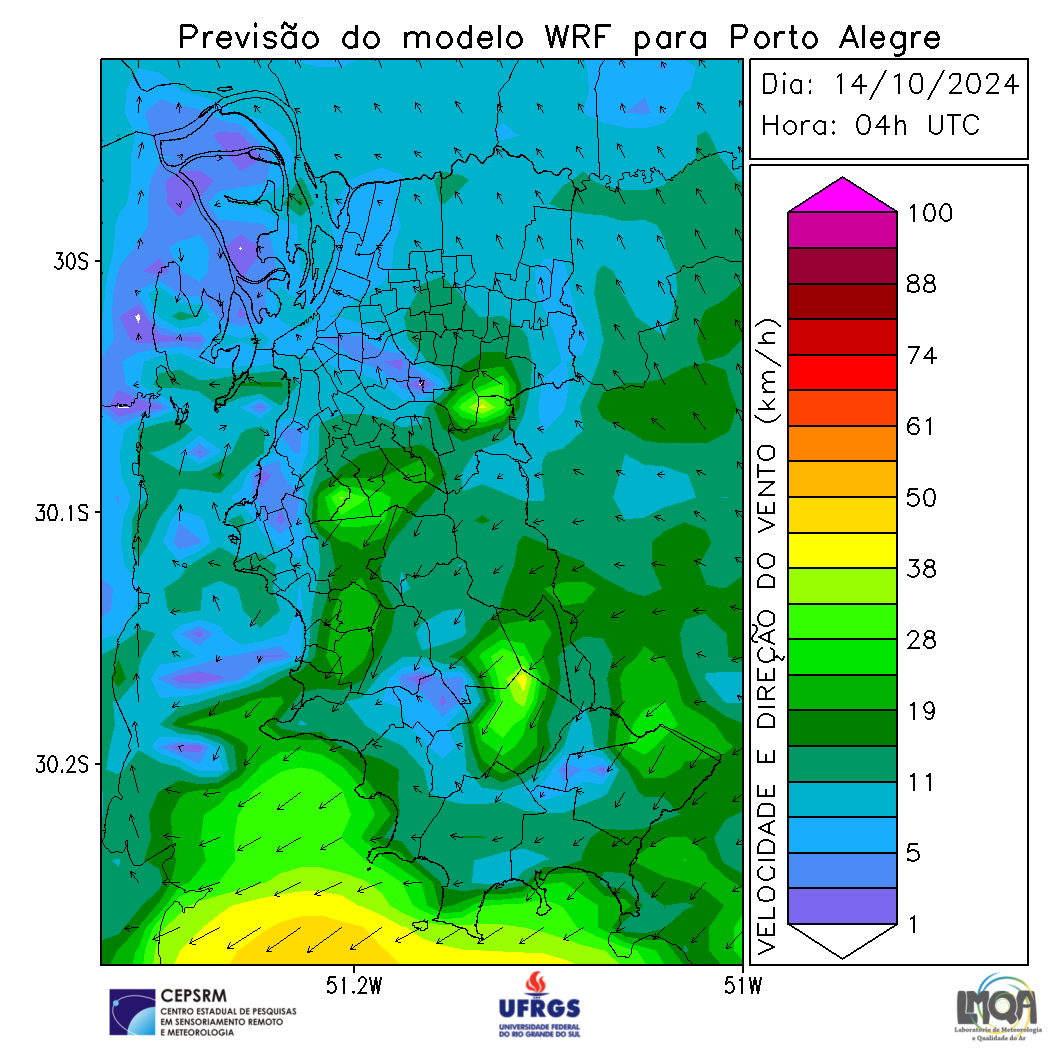 Previsão do modelo WRF para Porto Alegre
Dia: 14/10/2024
Hora: 04h UTC
30S
30.1S
30.2S
51.2W
51W
VELOCIDADE E DIREÇÃO DO VENTO (km/h)
100
88
74
61
50
38
28
19
11
5
1
CEPSRM
CENTRO ESTADUAL DE PESQUISAS
EM SENSORIAMENTO REMOTO
E METEOROLOGIA
UFRGS
UNIVERSIDADE FEDERAL
DO RIO GRANDE DO SUL
LMQA
Laboratório de Meteorologia
e Qualidade do Ar